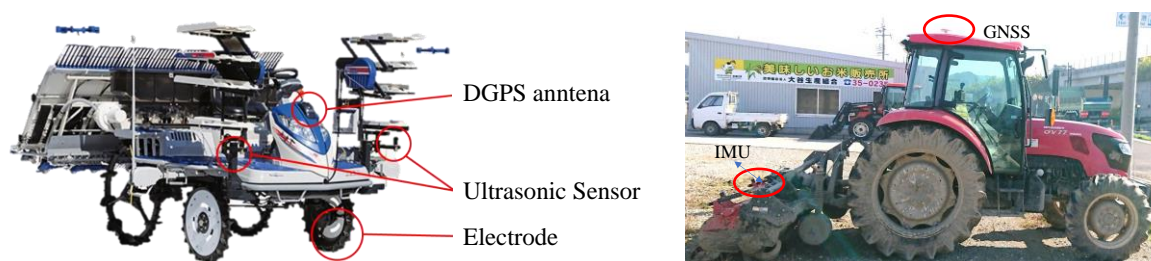 DGPS anntena
Ultrasonic Sensor
Electrode
GNSS
IMU
美味しいお米販売所
大谷生産組合 ☎35-023
GV77